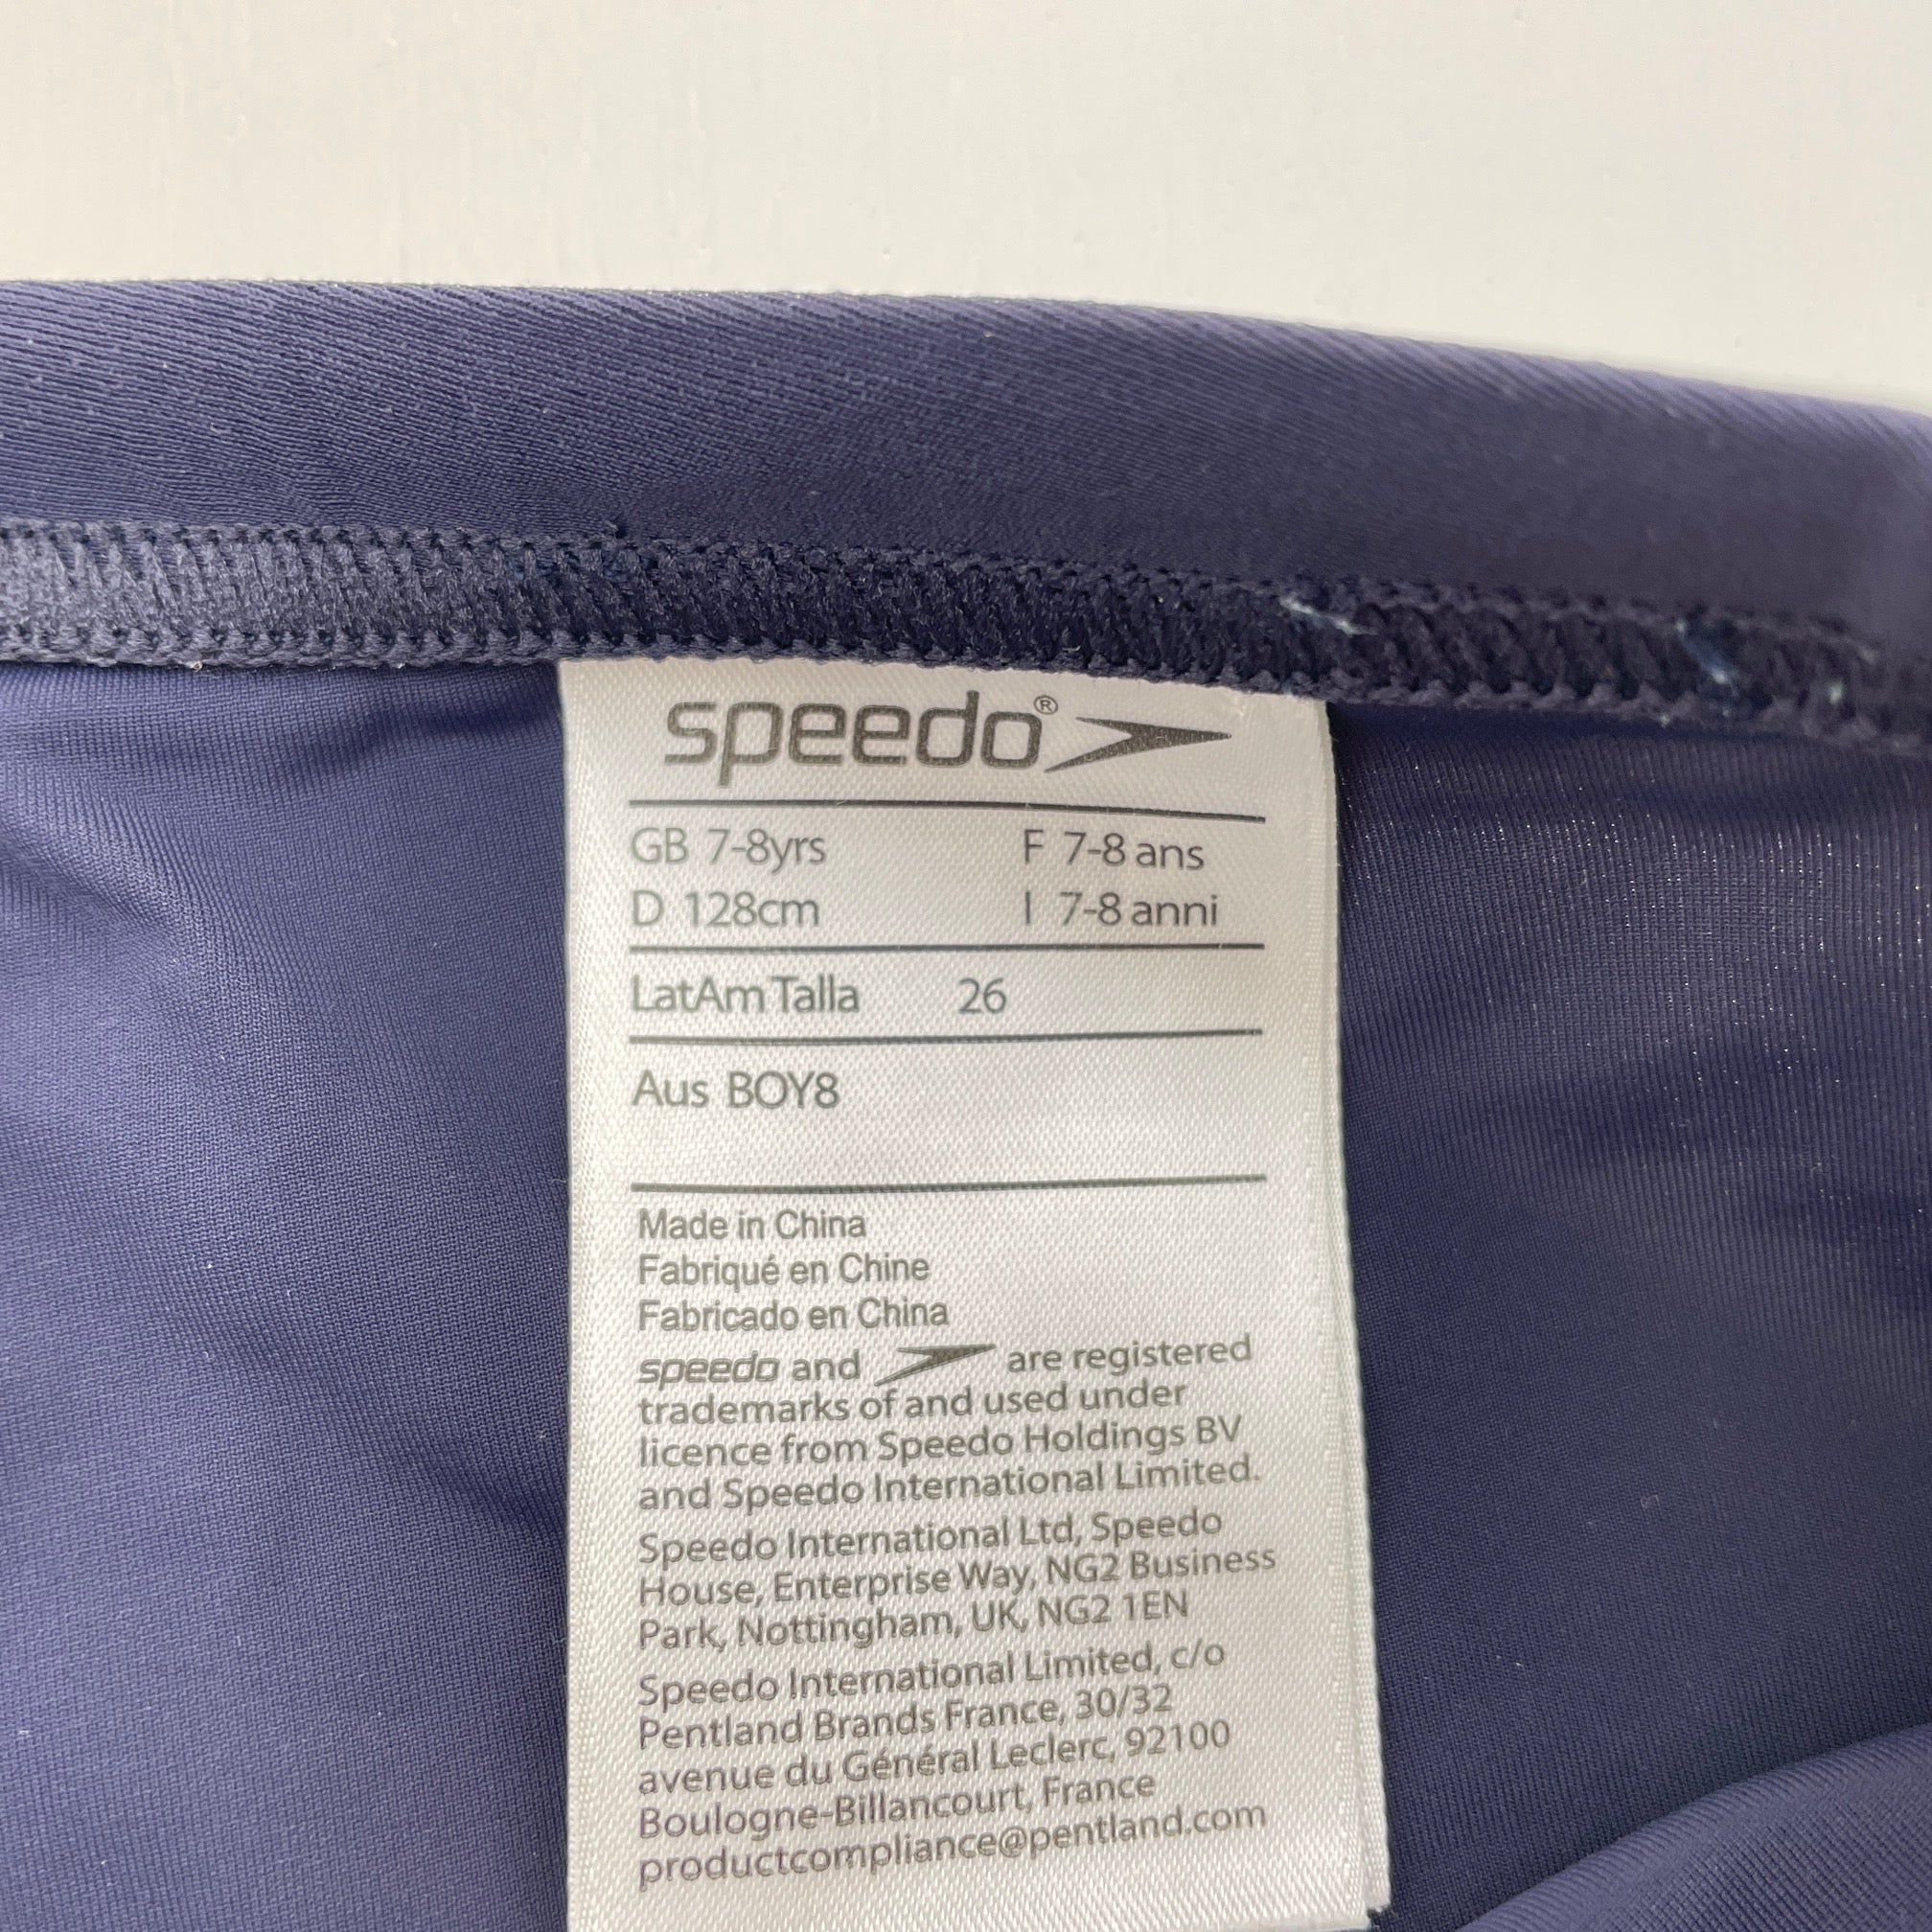 speedo®
GB 7-8yrs F 7-8 ans
D 128cm I 7-8 anni
LatAm Talla 26
Aus BOY8
Made in China
Fabriqué en Chine
Fabricado en China
speedo and are registered
trademarks of and used under
licence from Speedo Holdings BV
and Speedo International Limited.
Speedo International Ltd, Speedo
House, Enterprise Way, NG2 Business
Park, Nottingham, UK, NG2 1EN
Speedo International Limited, c/o
Pentland Brands France, 30/32
avenue du Général Leclerc, 92100
Boulogne-Billancourt, France
productcompliance@pentland.com